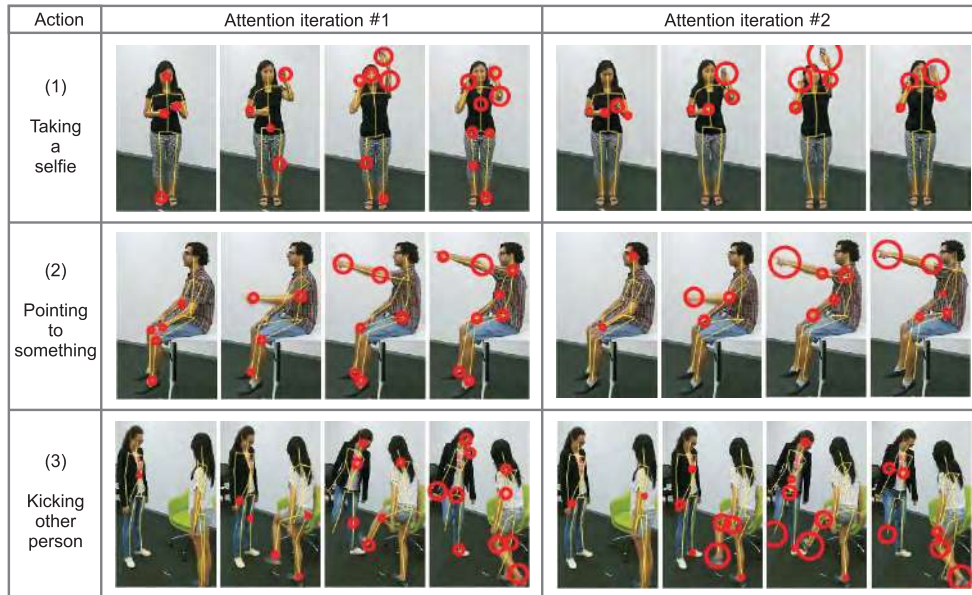 Action
Attention iteration #1
Attention iteration #2
(1)
Taking
a
selfie
(2)
Pointing
to
something
(3)
Kicking
other
person